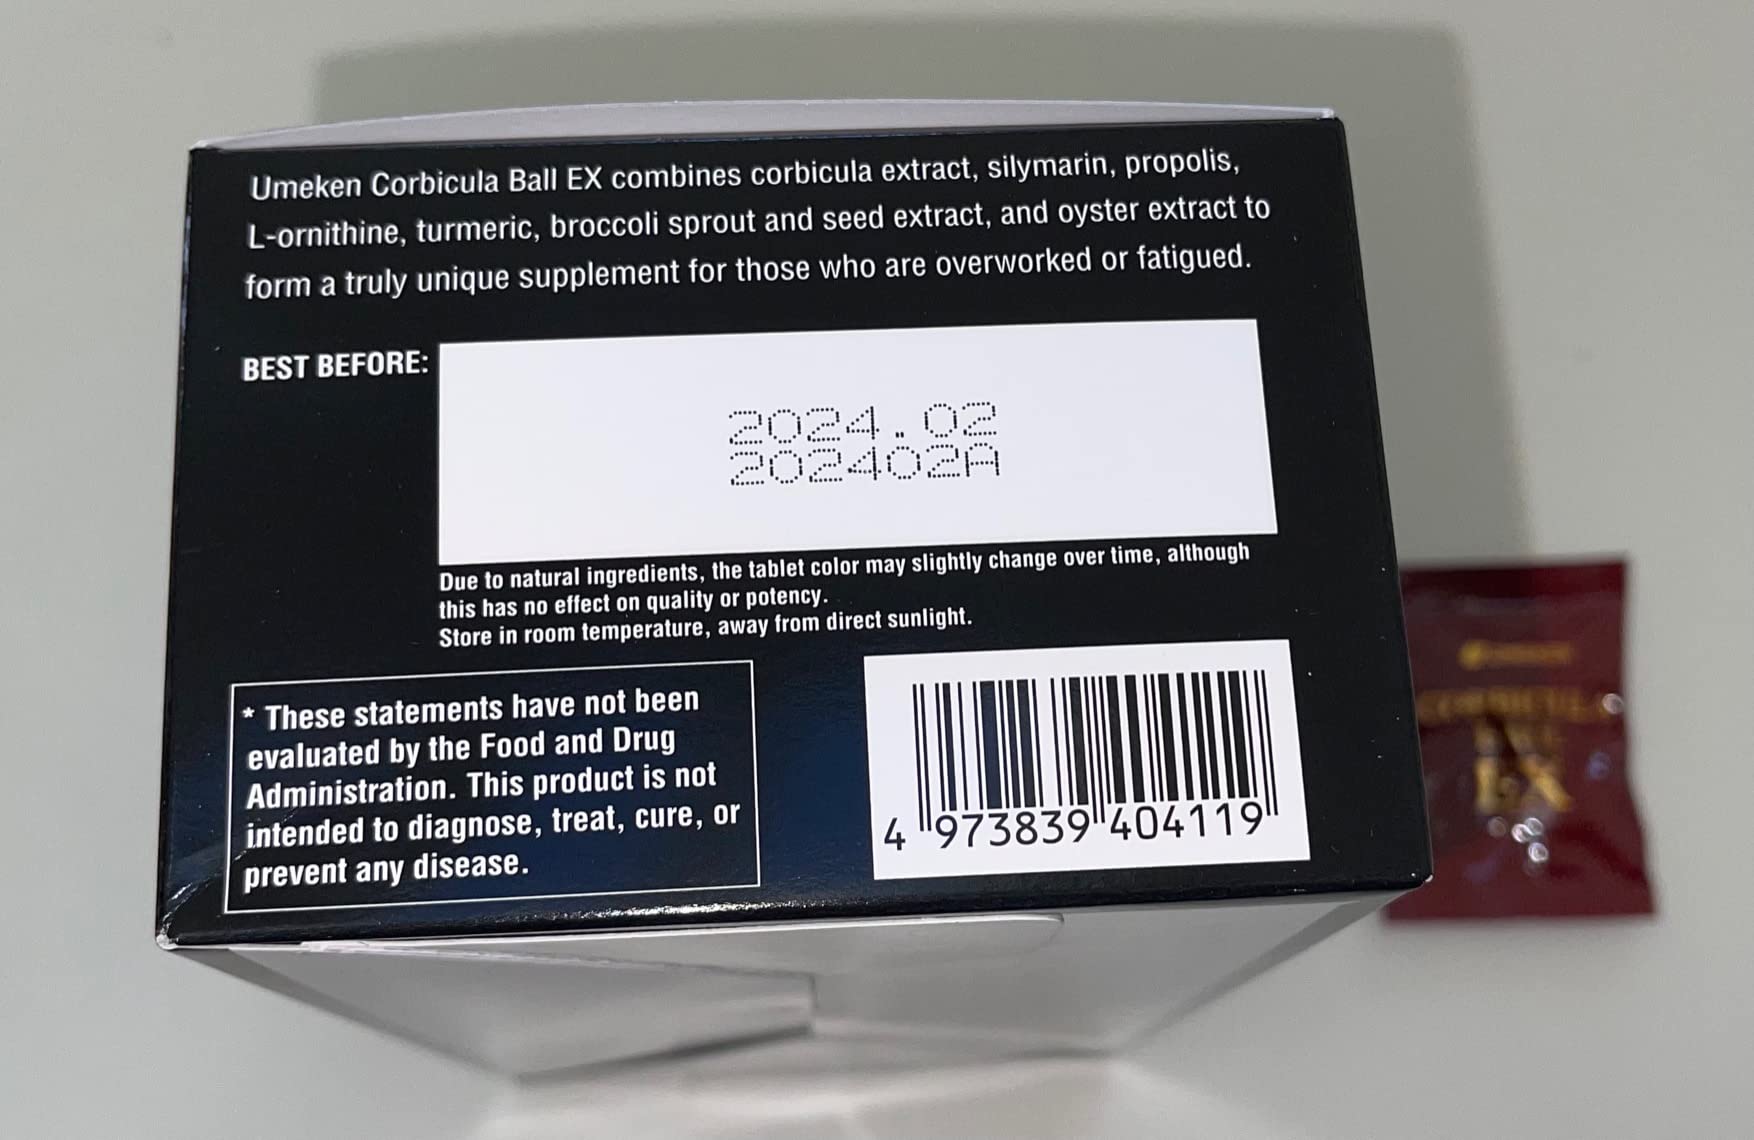 Umeken Corbicula Ball EX combines corbicula extract, silymarin, propolis,
L-ornithine, turmeric, broccoli sprout and seed extract, and oyster extract to
form a truly unique supplement for those who are overworked or fatigued.
BEST BEFORE:
2024.02
202402A
Due to natural ingredients, the tablet color may slightly change over time, although
this has no effect on quality or potency.
Store in room temperature, away from direct sunlight.
* These statements have not been
evaluated by the Food and Drug
Administration. This product is not
intended to diagnose, treat, cure, or
prevent any disease.
4 973839 404119
EX